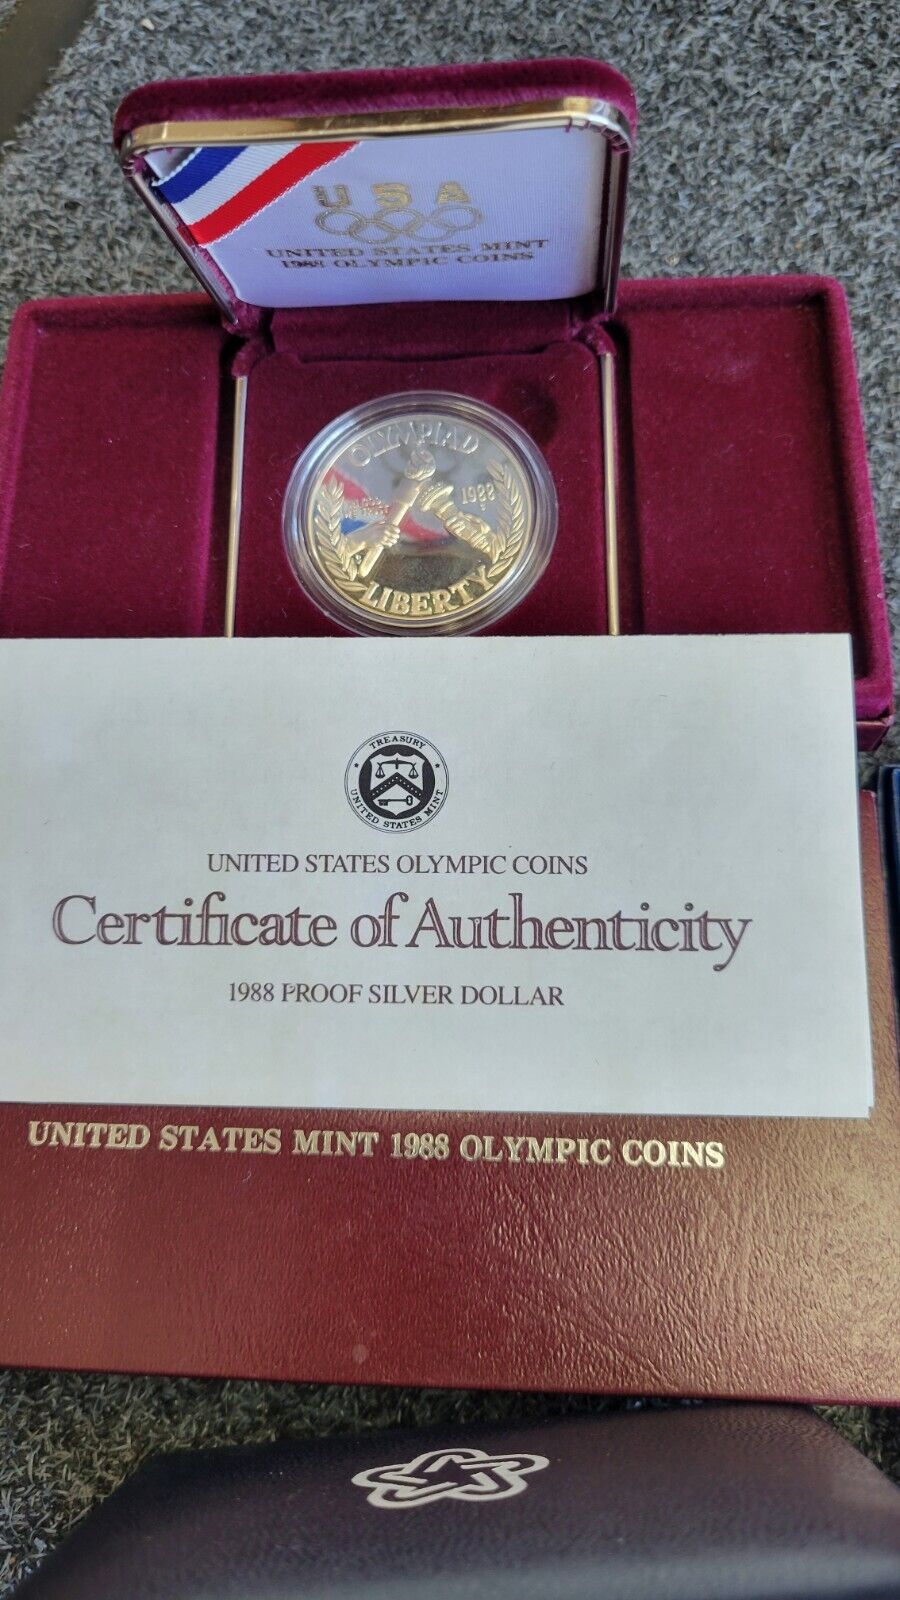 USA
UNITED STATES MINT
1988 OLYMPIC COINS
OLYMPIAD
1988
LIBERTY
TREASURY
UNITED STATES MINT
UNITED STATES OLYMPIC COINS
Certificate of Authenticity
1988 PROOF SILVER DOLLAR
UNITED STATES MINT 1988 OLYMPIC COINS